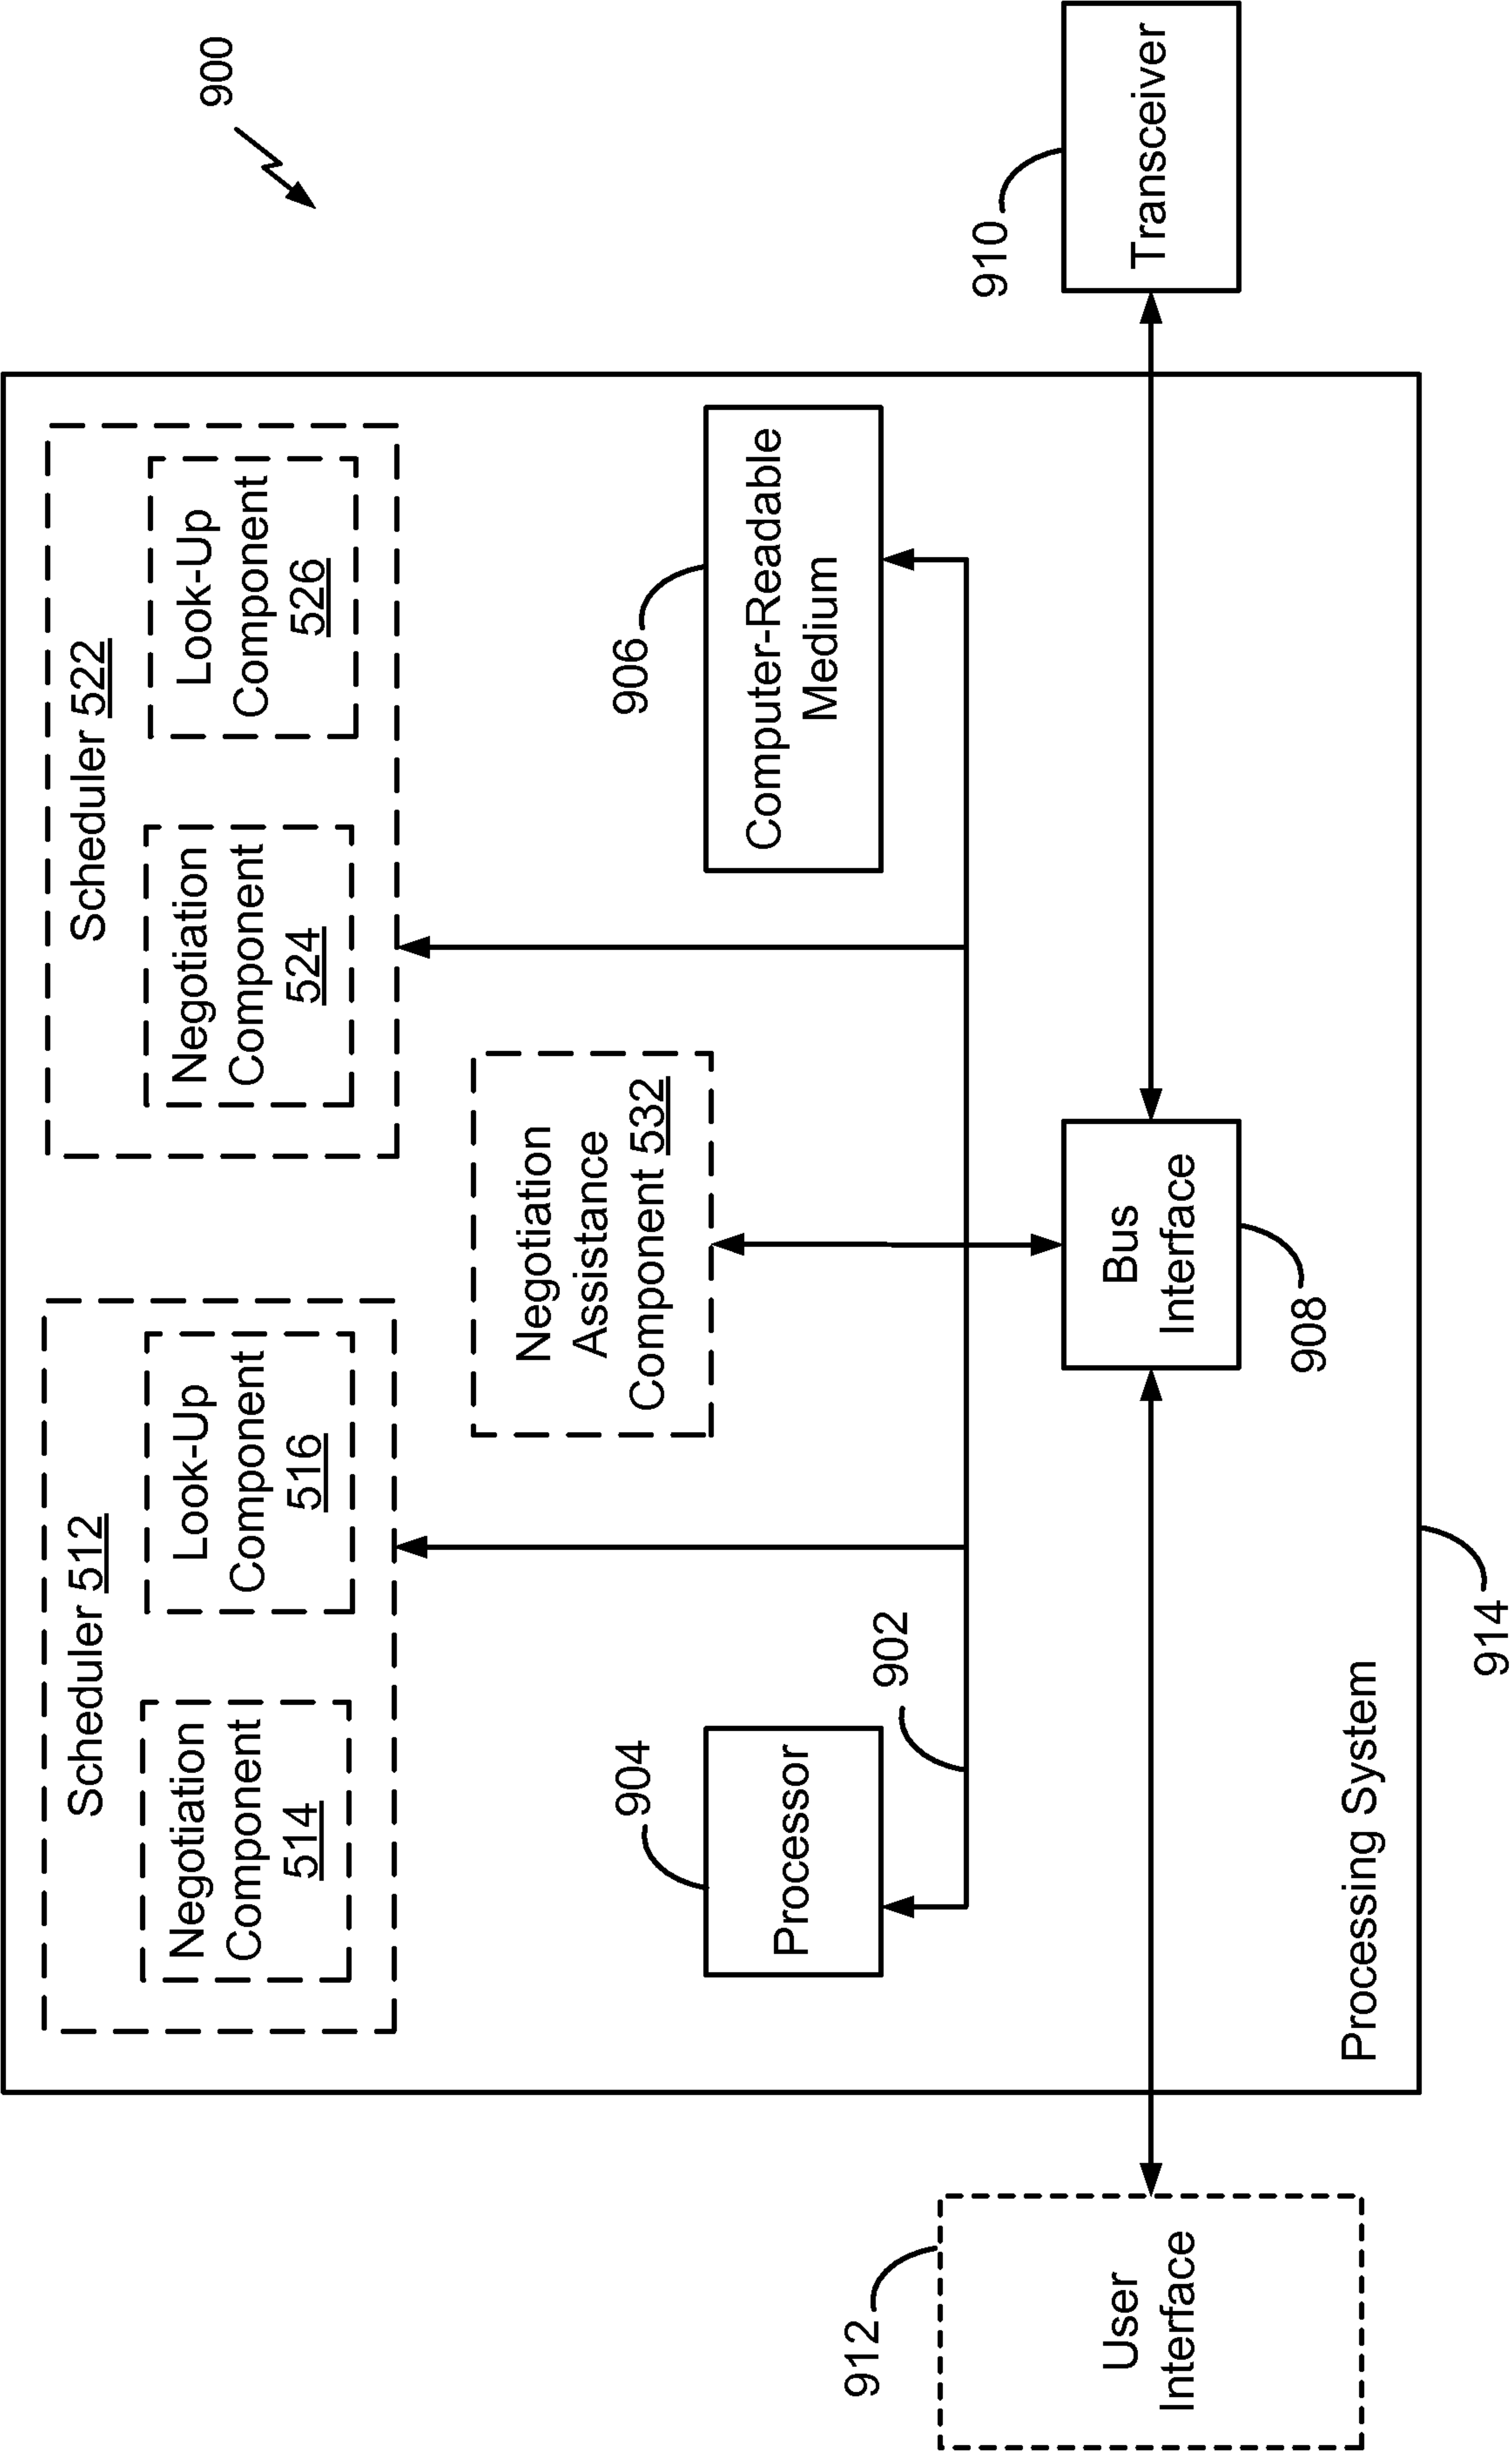 900
Scheduler 512
Negotiation
Component
514
Look-Up
Component
516
Scheduler 522
Negotiation
Component
524
Look-Up
Component
526
Negotiation
Assistance
Component 532
904
Processor
902
906
Computer-Readable
Medium
912
User
Interface
Bus
Interface
908
910
Transceiver
Processing System
914